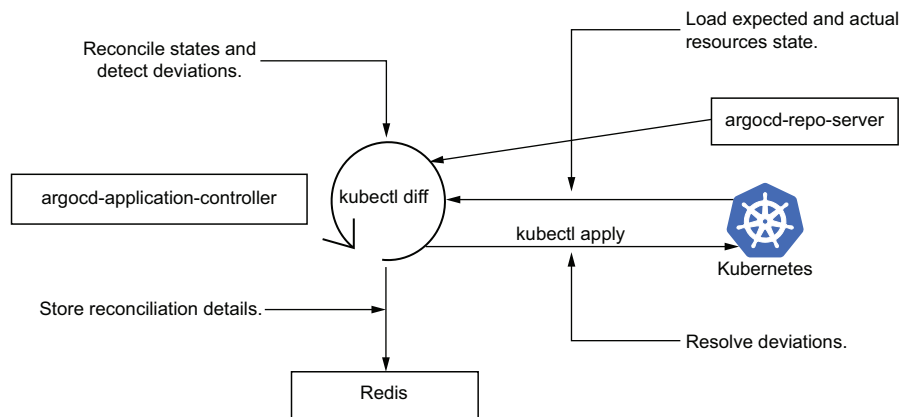 Load expected and actual
resources state.
Reconcile states and
detect deviations.
argocd-repo-server
argocd-application-controller
kubectl diff
kubectl apply
Kubernetes
Store reconciliation details.
Resolve deviations.
Redis